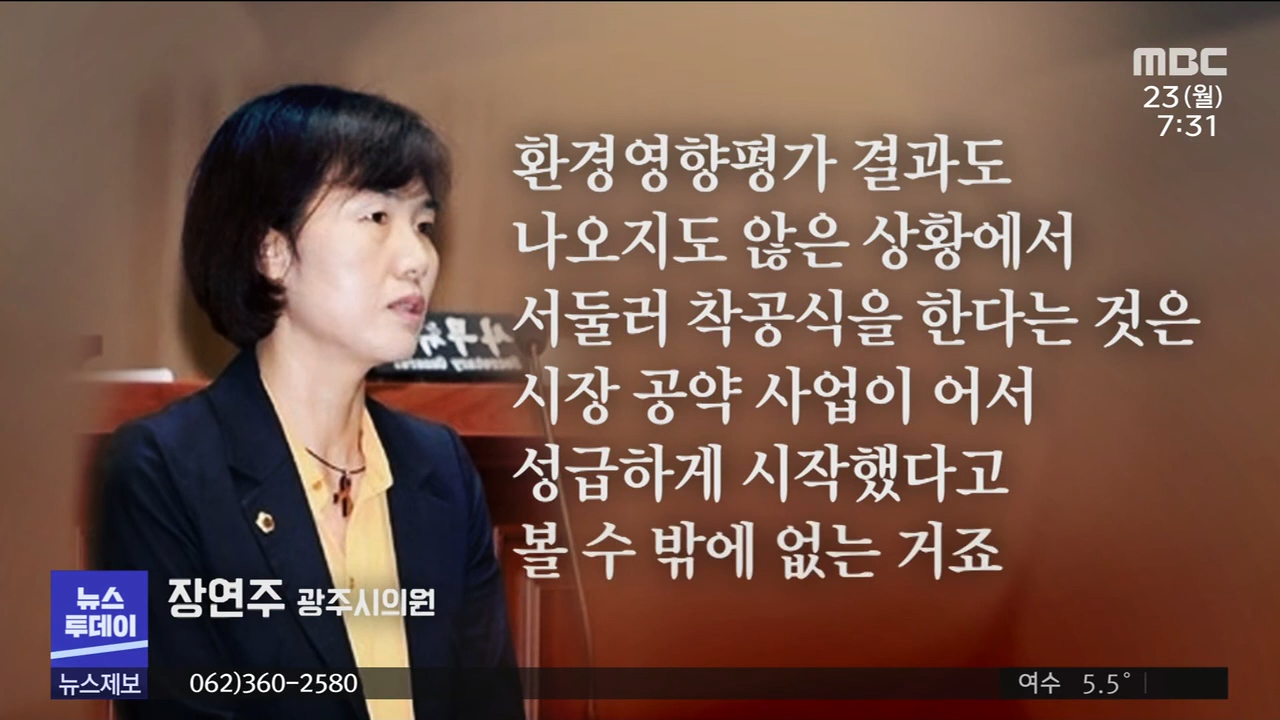 MBC
23(월)
7:31
환경영향평가 결과도
나오지도 않은 상황에서
서둘러 착공식을 한다는 것은
시장 공약 사업이 어서
성급하게 시작했다고
볼 수 밖에 없는 거죠
장연주 광주시의원
뉴스
투데이
뉴스제보 062)360-2580
여수 5.5°